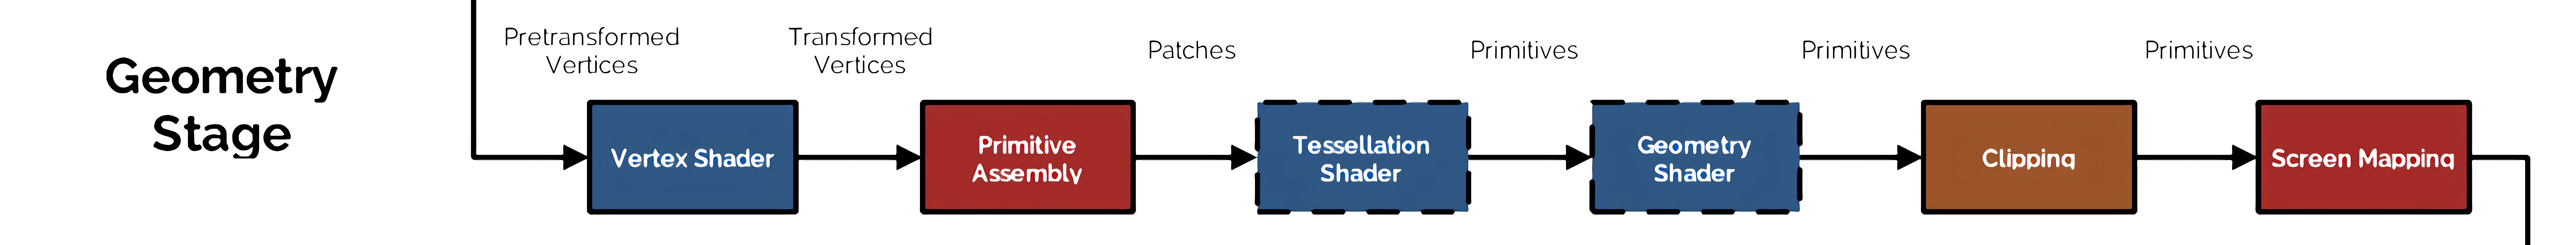 Geometry
Stage
Pretransformed
Vertices
Transformed
Vertices
Patches
Primitives
Primitives
Primitives
Vertex Shader
Primitive
Assembly
Tessellation
Shader
Geometry
Shader
Clipping
Screen Mapping